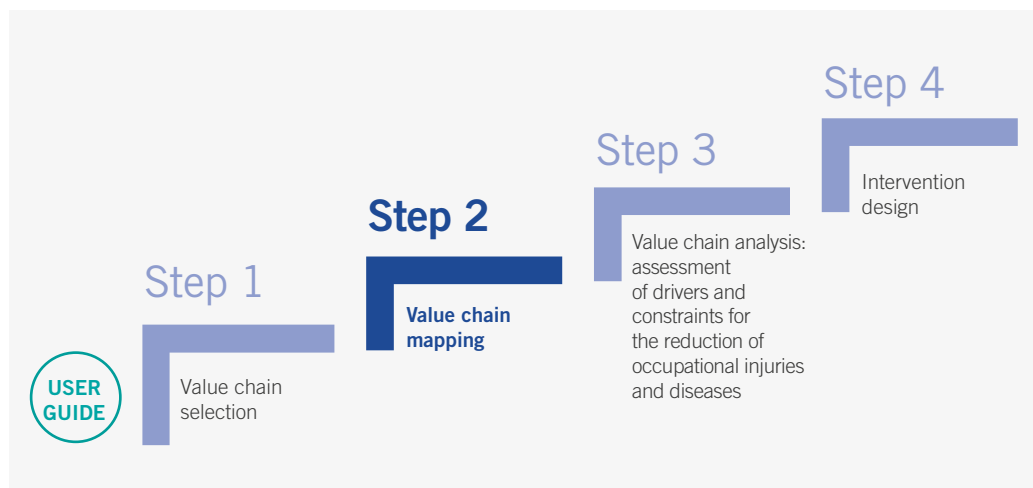 USER
GUIDE
Step 1
Value chain
selection
Step 2
Value chain
mapping
Step 3
Value chain analysis:
assessment
of drivers and
constraints for
the reduction of
occupational injuries
and diseases
Step 4
Intervention
design